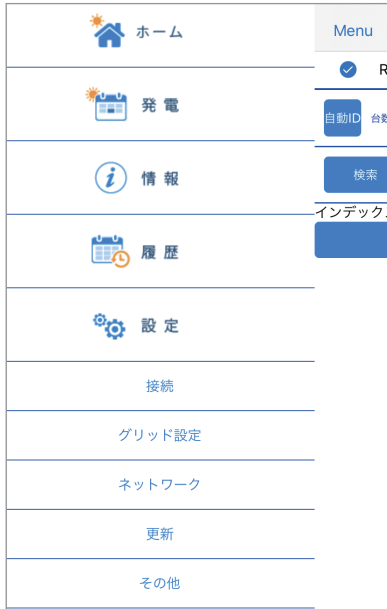 ホーム
発電
情報
履歴
設定
接続
グリッド設定
ネットワーク
更新
その他
Menu
R
自動ID 台数
検索
インデック